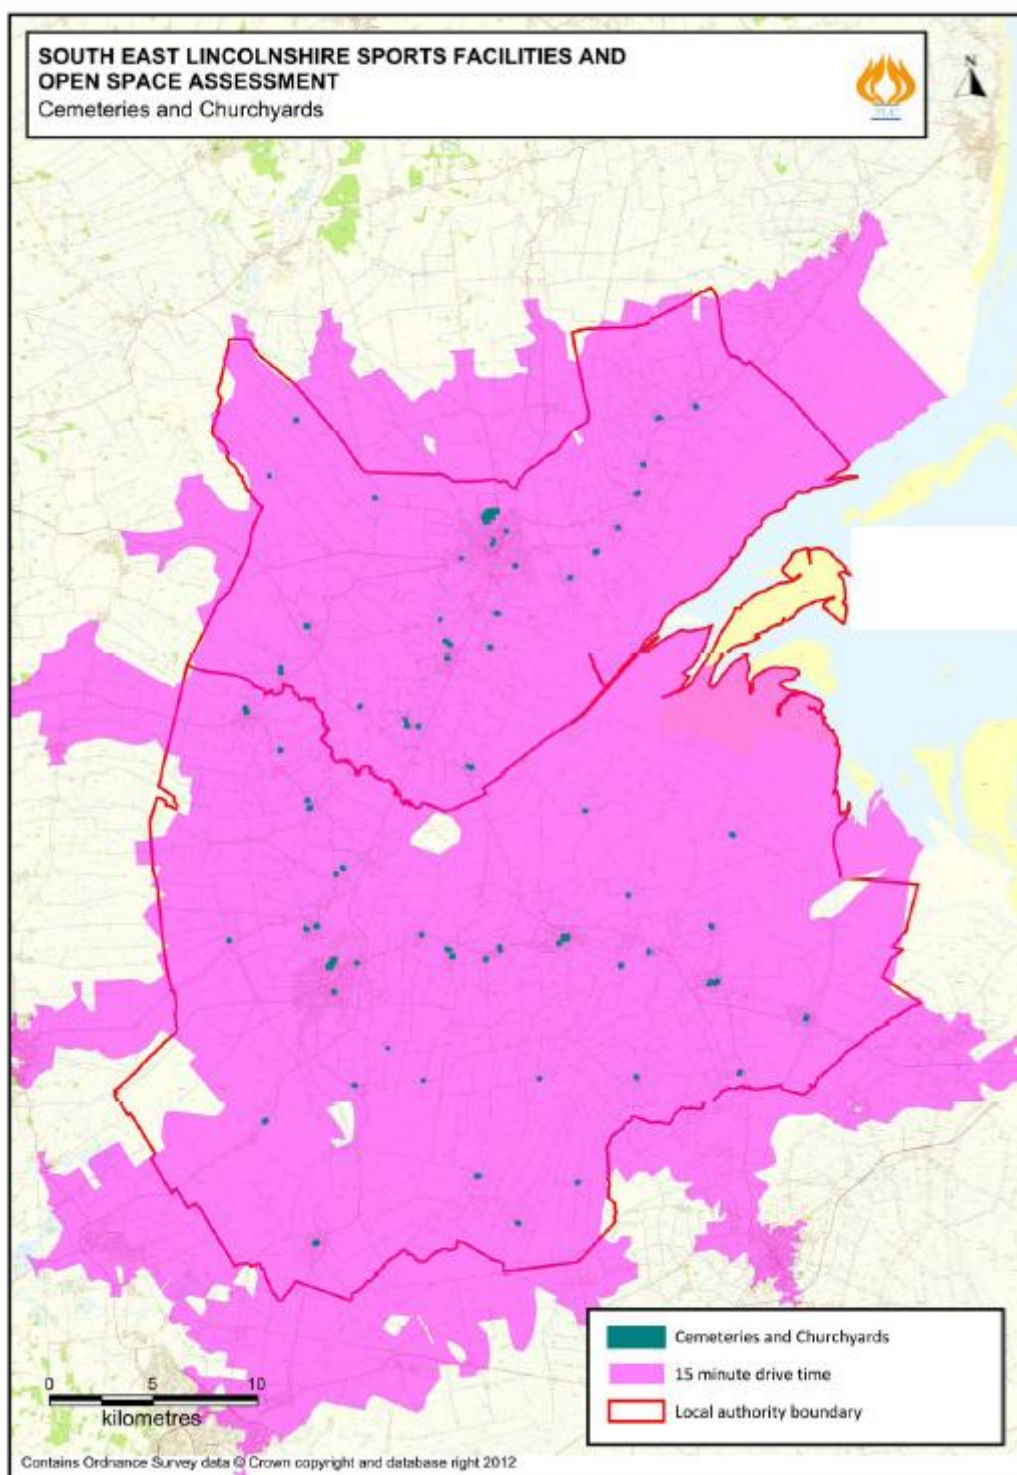 SOUTH EAST LINCOLNSHIRE SPORTS FACILITIES AND
OPEN SPACE ASSESSMENT
Cemeteries and Churchyards
N
Cemeteries and Churchyards
15 minute drive time
Local authority boundary
0 5 10
kilometres
Contains Ordnance Survey data © Crown copyright and database right 2012